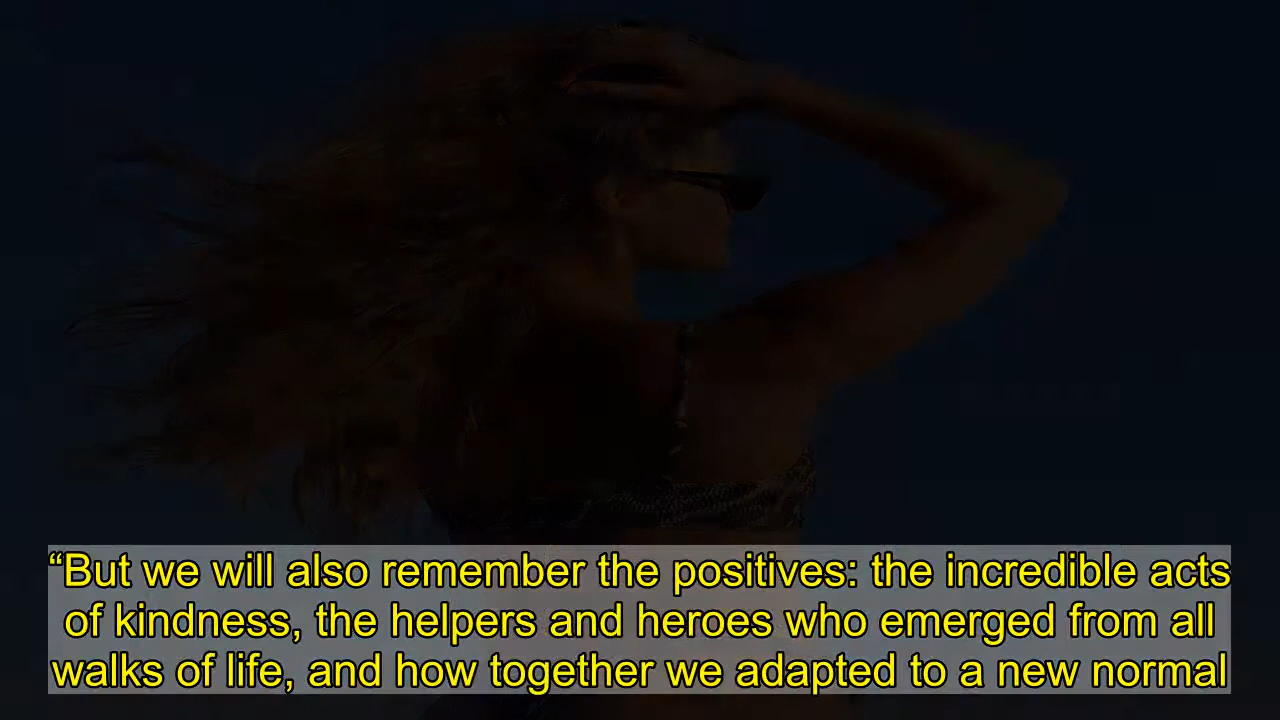 “But we will also remember the positives: the incredible acts
of kindness, the helpers and heroes who emerged from all
walks of life, and how together we adapted to a new normal